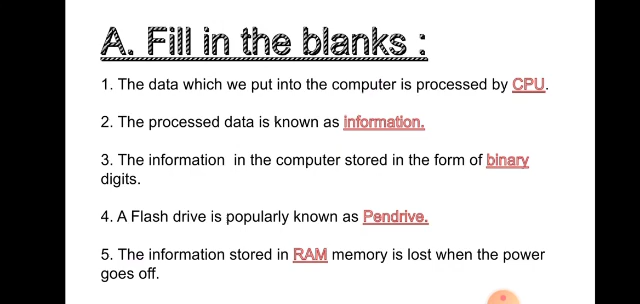 A. Fill in the blanks :
1. The data which we put into the computer is processed by CPU.
2. The processed data is known as information.
3. The information in the computer stored in the form of binary
digits.
4. A Flash drive is popularly known as Pendrive.
5. The information stored in RAM memory is lost when the power
goes off.